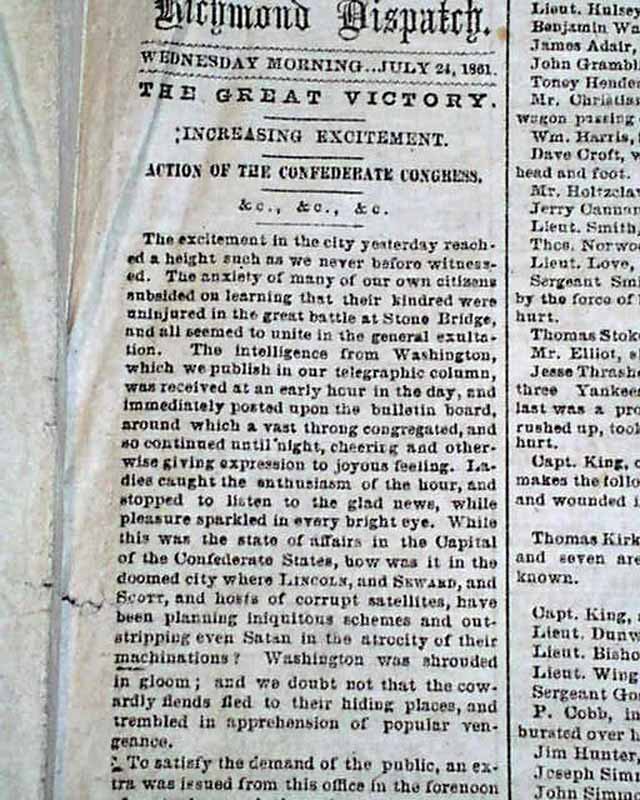 Richmond Dispatch.
WEDNESDAY MORNING...JULY 24, 1861.
THE GREAT VICTORY.
INCREASING EXCITEMENT.
ACTION OF THE CONFEDERATE CONGRESS.
&c., &c., &c.
The excitement in the city yesterday reach-
ed a height such as we never before witness-
ed. The anxiety of many of our own citizens
subsided on learning that their kindred were
uninjured in the great battle at Stone Bridge,
and all seemed to unite in the general exulta-
tion. The intelligence from Washington,
which we publish in our telegraphic column,
was received at an early hour in the day, and
immediately posted upon the bulletin board,
around which a vast throng congregated, and
so continued until night, cheering and other-
wise giving expression to joyous feeling. La-
dies caught the enthusiasm of the hour, and
stopped to listen to the glad news, while
pleasure sparkled in every bright eye. While
this was the state of affairs in the Capital
of the Confederate States, how was it in the
doomed city where LINCOLN, and SEWARD, and
SCOTT, and hosts of corrupt satellites, have
been planning iniquitous schemes and out-
stripping even Satan in the atrocity of their
machinations? Washington was shrouded
in gloom; and we doubt not that the cow-
ardly fiends fled to their hiding places, and
trembled in apprehension of popular ven-
geance.
To satisfy the demand of the public, an ex-
tra was issued from this office in the forenoon
Lieut. Hulsey
Benjamin Wa
James Adair,
John Grambl
Toney Hender
Mr. Christia
wagon passing
Wm. Harris,
Dave Croft, w
head and foot.
Mr. Holtzclav
Jerry Cannan
Lieut. Smith,
Thos. Norwoo
Lieut. Love,
Sergeant Smi
by the force of
hurt.
Thomas Stok
Mr. Elliot, s
Jesse Thrashe
three Yankee
last was a pro
rushed up, took
hurt.
Capt. King, o
makes the follo
and wounded i
Thomas Kirk
and seven are
known.
Capt. King,
Lieut. Dunw
Lieut. Bisho
Lieut. Wing
Sergeant Go
P. Cobb, in
bursted over h
Jim Hunter,
Joseph Simm
John Simmo